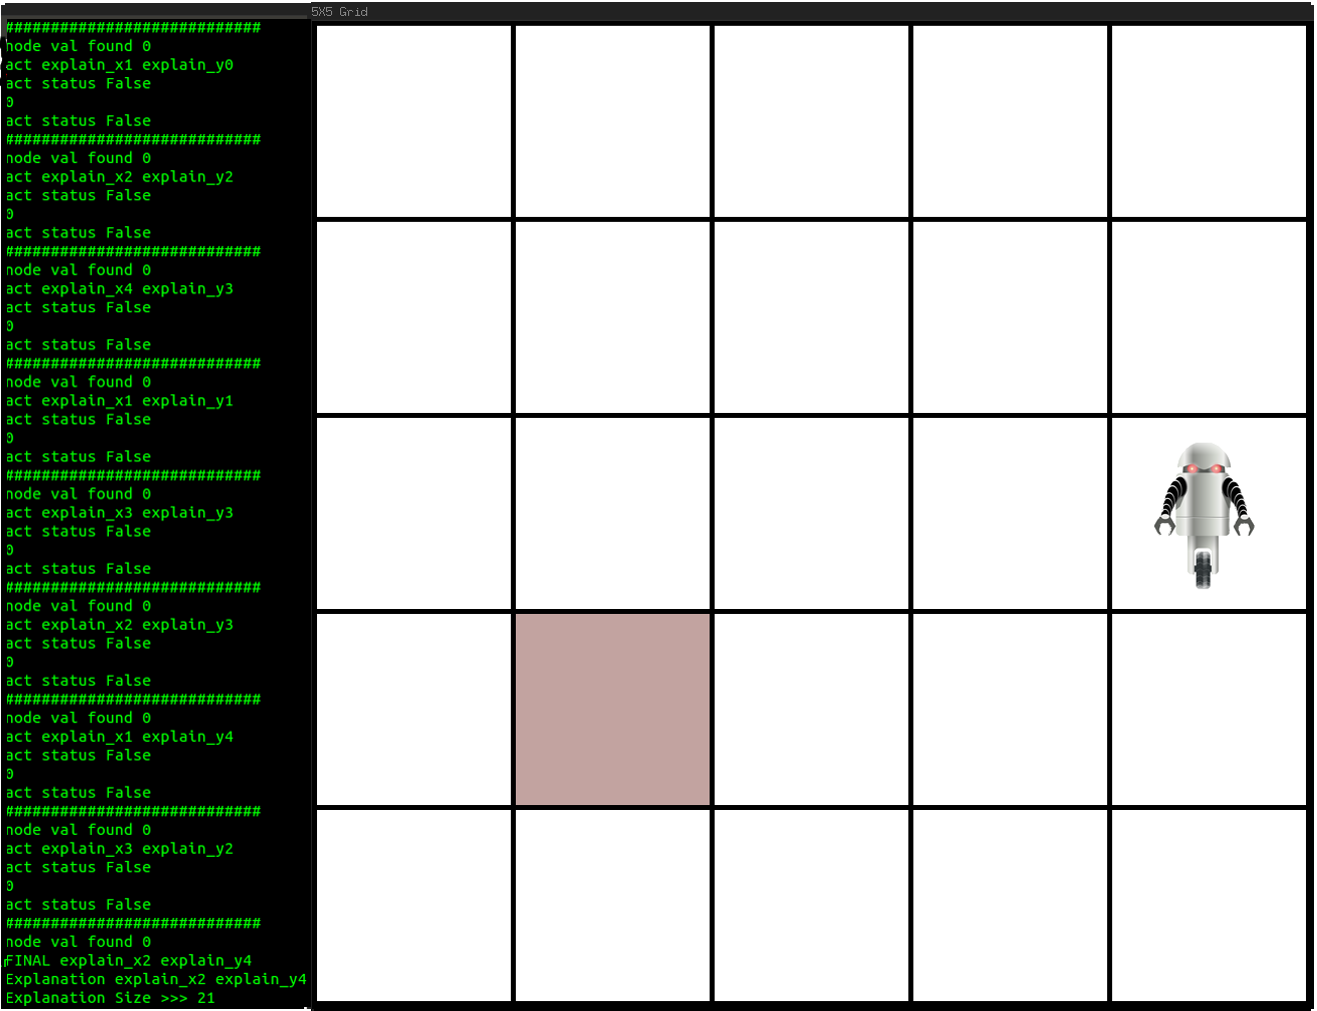 5X5 Grid
############################
node val found 0
act explain_x1 explain_y0
act status False
0
act status False
############################
node val found 0
act explain_x2 explain_y2
act status False
0
act status False
############################
node val found 0
act explain_x4 explain_y3
act status False
0
act status False
############################
node val found 0
act explain_x1 explain_y1
act status False
0
act status False
############################
node val found 0
act explain_x3 explain_y3
act status False
0
act status False
############################
node val found 0
act explain_x2 explain_y3
act status False
0
act status False
############################
node val found 0
act explain_x1 explain_y4
act status False
0
act status False
############################
node val found 0
act explain_x3 explain_y2
act status False
0
act status False
############################
node val found 0
FINAL explain_x2 explain_y4
Explanation explain_x2 explain_y4
Explanation Size >>> 21